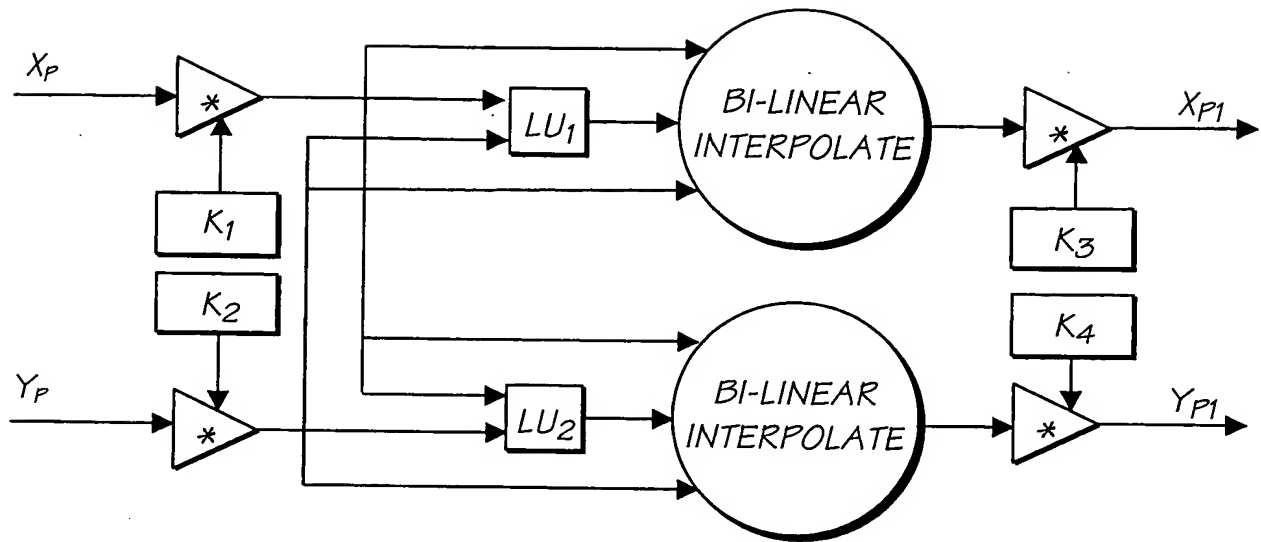 X_P
*
K_1
LU_1
BI-LINEAR
INTERPOLATE
*
X_P1
K_3
K_2
K_4
Y_P
*
LU_2
BI-LINEAR
INTERPOLATE
*
Y_P1